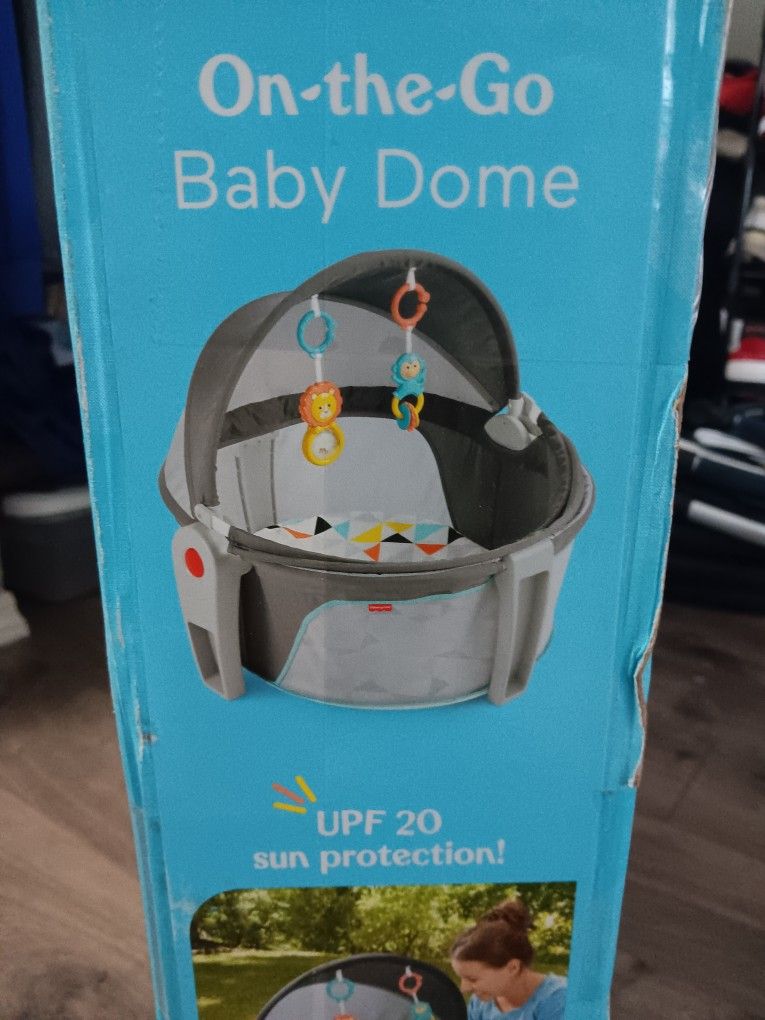 On-the-Go
Baby Dome
UPF 20
sun protection!